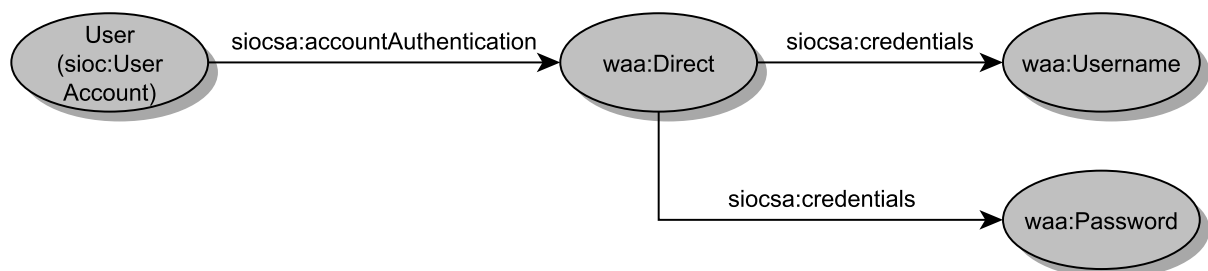 User
(sioc:User
Account)
siocsa:accountAuthentication
waa:Direct
siocsa:credentials
waa:Username
siocsa:credentials
waa:Password